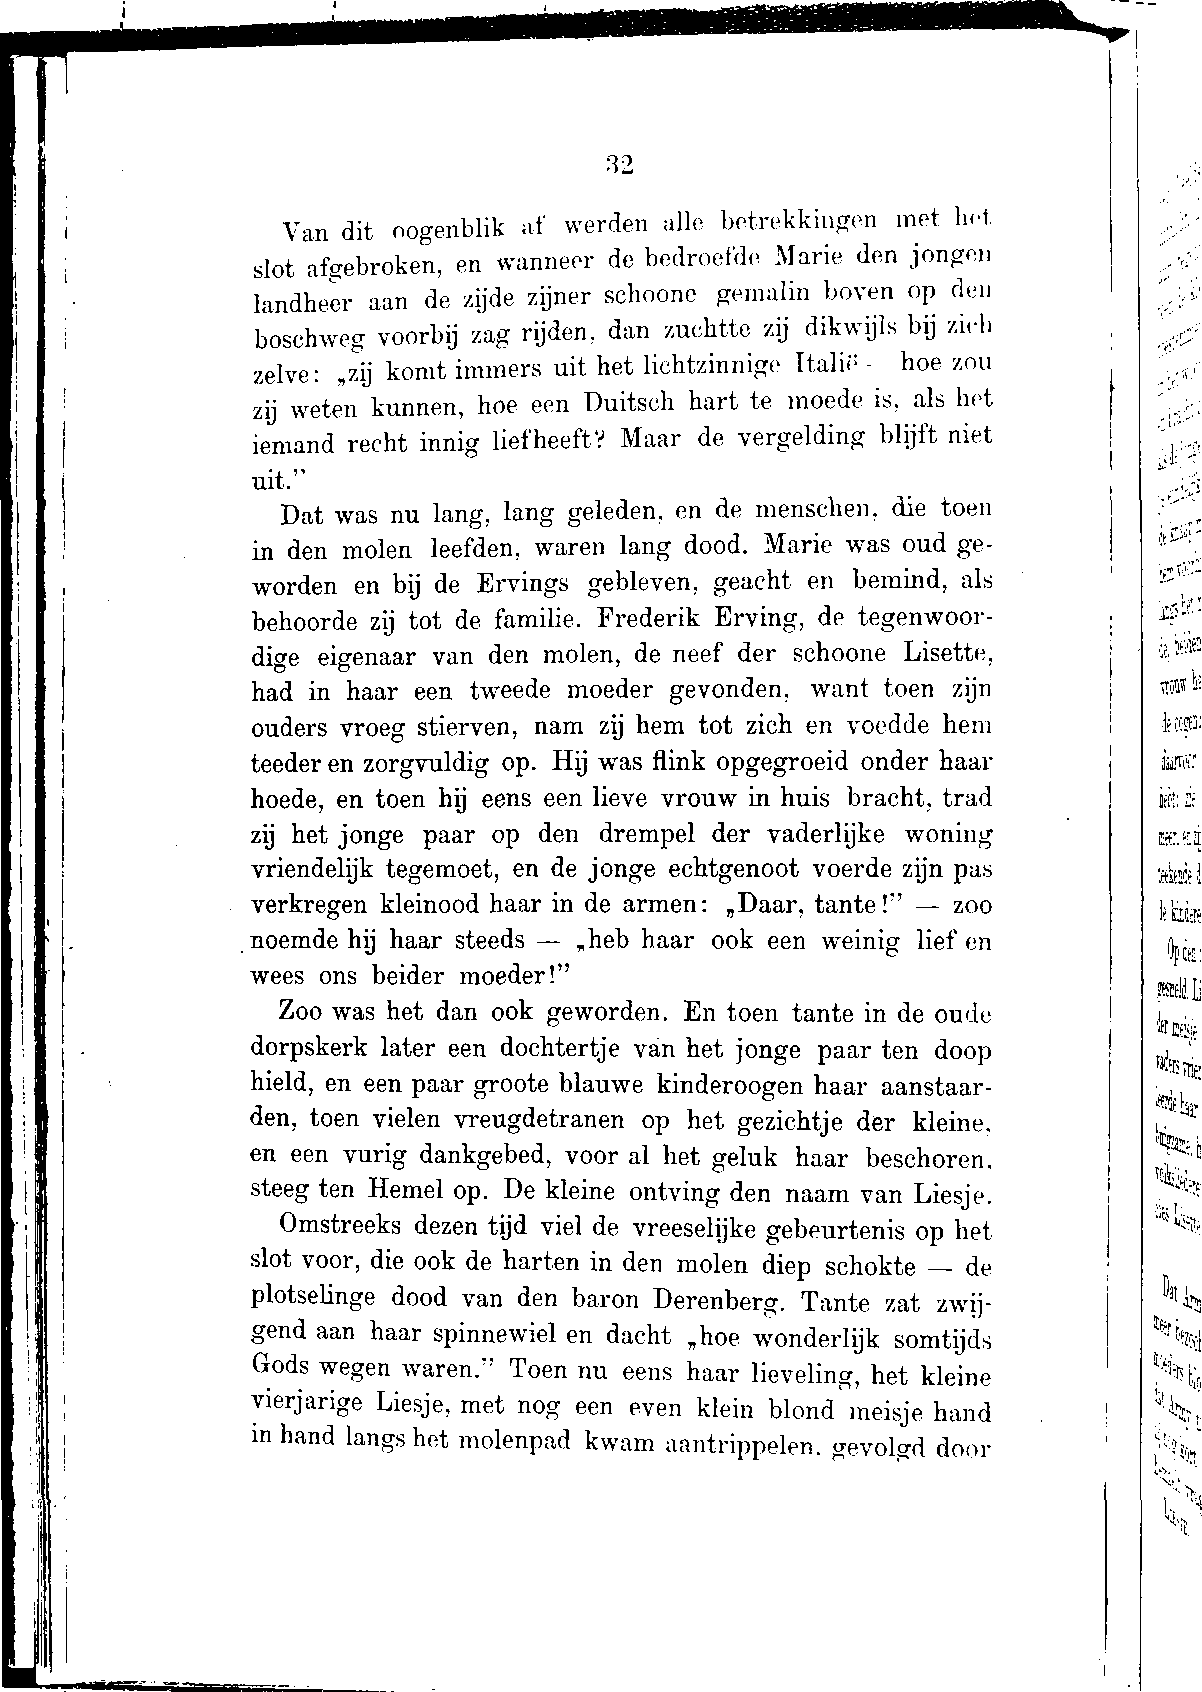 32
Van dit oogenblik af werden alle betrekkingen met het
slot afgebroken, en wanneer de bedroefde Marie den jongen
landheer aan de zijde zijner schoone gemalin boven op den
boschweg voorbij zag rijden, dan zuchtte zij dikwijls bij zich
zelve: „zij komt immers uit het lichtzinnige Italië - hoe zou
zij weten kunnen, hoe een Duitsch hart te moede is, als het
iemand recht innig liefheeft? Maar de vergelding blijft niet
uit.”
Dat was nu lang, lang geleden, en de menschen, die toen
in den molen leefden, waren lang dood. Marie was oud ge-
worden en bij de Ervings gebleven, geacht en bemind, als
behoorde zij tot de familie. Frederik Erving, de tegenwoor-
dige eigenaar van den molen, de neef der schoone Lisette,
had in haar een tweede moeder gevonden, want toen zijn
ouders vroeg stierven, nam zij hem tot zich en voedde hem
teeder en zorgvuldig op. Hij was flink opgegroeid onder haar
hoede, en toen hij eens een lieve vrouw in huis bracht, trad
zij het jonge paar op den drempel der vaderlijke woning
vriendelijk tegemoet, en de jonge echtgenoot voerde zijn pas
verkregen kleinood haar in de armen: „Daar, tante!” — zoo
noemde hij haar steeds — „heb haar ook een weinig lief en
wees ons beider moeder!”
Zoo was het dan ook geworden. En toen tante in de oude
dorpskerk later een dochtertje van het jonge paar ten doop
hield, en een paar groote blauwe kinderoogen haar aanstaar-
den, toen vielen vreugdetranen op het gezichtje der kleine,
en een vurig dankgebed, voor al het geluk haar beschoren,
steeg ten Hemel op. De kleine ontving den naam van Liesje.
Omstreeks dezen tijd viel de vreeselijke gebeurtenis op het
slot voor, die ook de harten in den molen diep schokte — de
plotselinge dood van den baron Derenberg. Tante zat zwij-
gend aan haar spinnewiel en dacht „hoe wonderlijk somtijds
Gods wegen waren.” Toen nu eens haar lieveling, het kleine
vierjarige Liesje, met nog een even klein blond meisje hand
in hand langs het molenpad kwam aantrippelen, gevolgd door